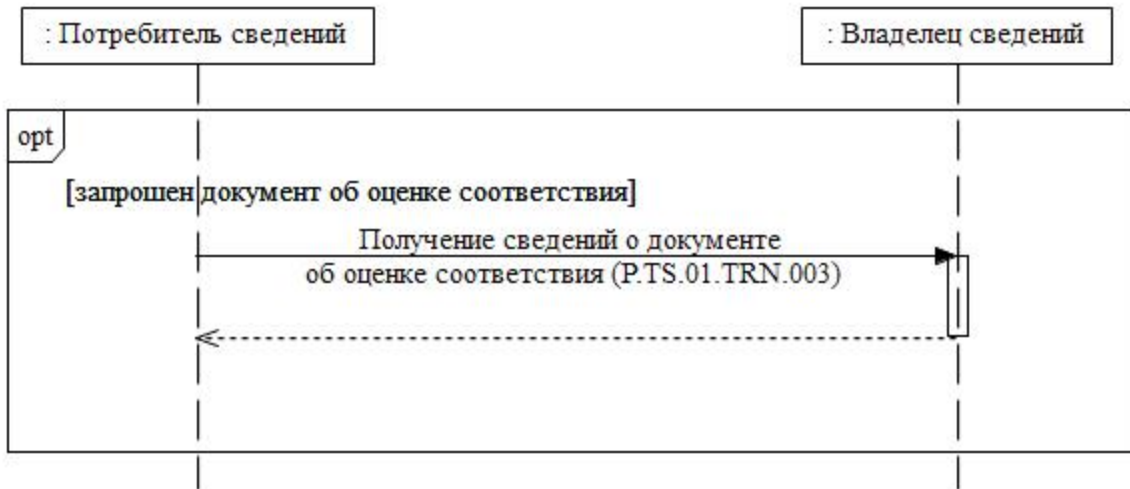 : Потребитель сведений
: Владелец сведений
opt
[запрошен документ об оценке соответствия]
Получение сведений о документе
об оценке соответствия (P.TS.01.TRN.003)